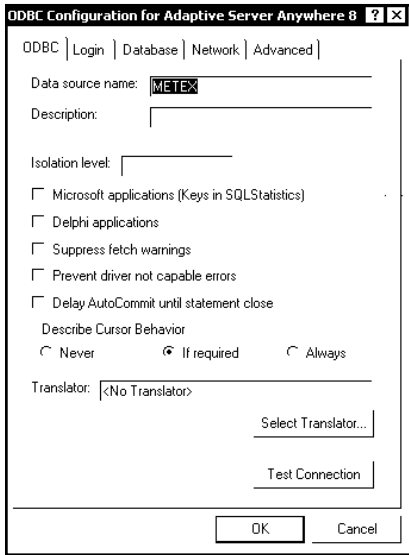 ODBC Configuration for Adaptive Server Anywhere 8 ? X
ODBC Login Database Network Advanced
Data source name: METEX
Description:
Isolation level:
Microsoft applications (Keys in SQLStatistics)
Delphi applications
Suppress fetch warnings
Prevent driver not capable errors
Delay AutoCommit until statement close
Describe Cursor Behavior
Never If required Always
Translator: <No Translator>
Select Translator...
Test Connection
OK Cancel